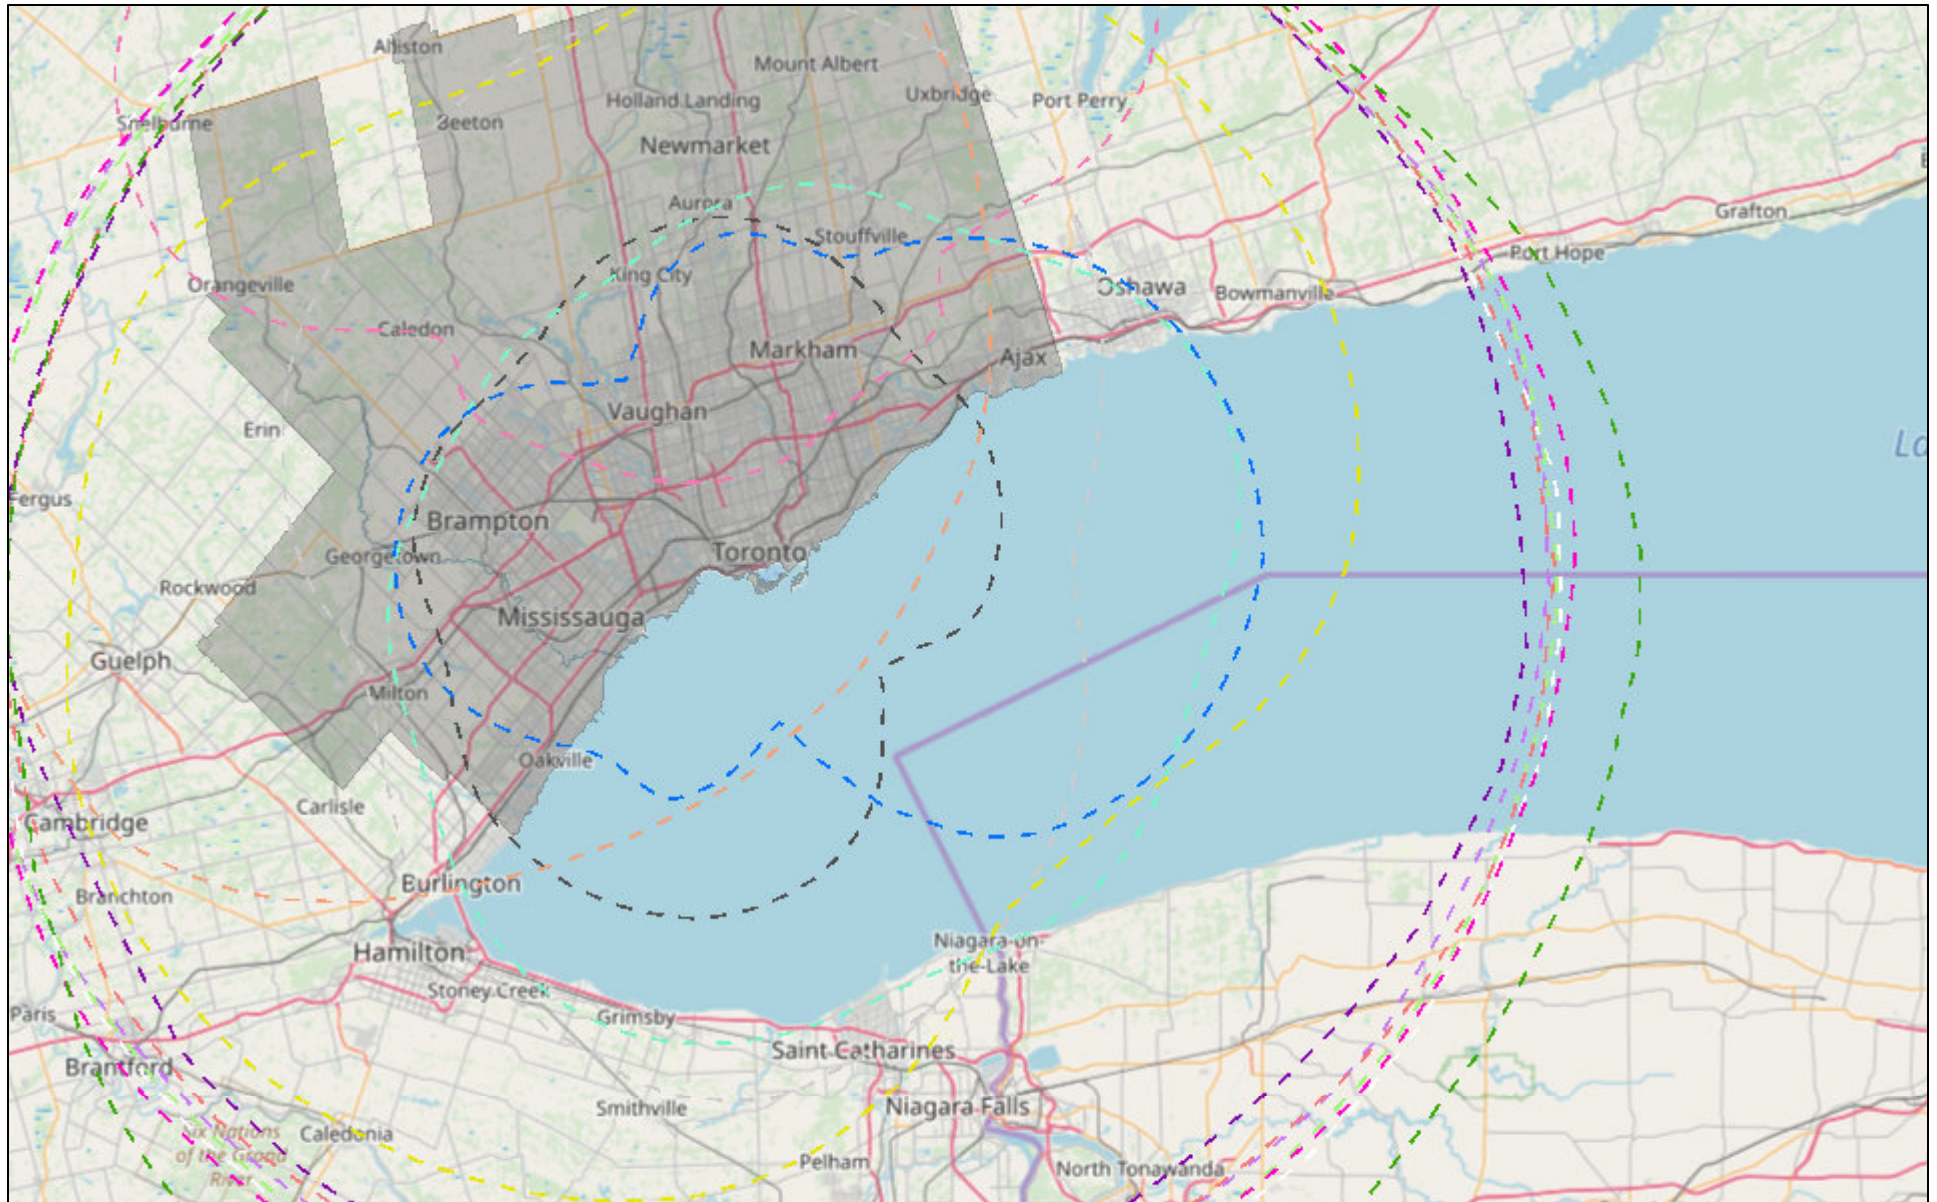 Alliston
Mount Albert
Uxbridge
Port Perry
Holland Landing
Shelburne
Beeton
Newmarket
Aurora
Grafton
Stouffville
Port Hope
King City
Orangeville
Oshawa
Bowmanville
Caledon
Markham
Ajax
Vaughan
Erin
Fergus
Brampton
Toronto
Georgetown
Rockwood
Mississauga
Guelph
Milton
Oakville
Carlisle
Cambridge
Burlington
Branchton
Hamilton
Niagara-on-
the-Lake
Stoney Creek
Paris
Grimsby
Saint Catharines
Brantford
Smithville
Niagara Falls
Six Nations
of the Grand
River
Caledonia
Pelham
North Tonawanda